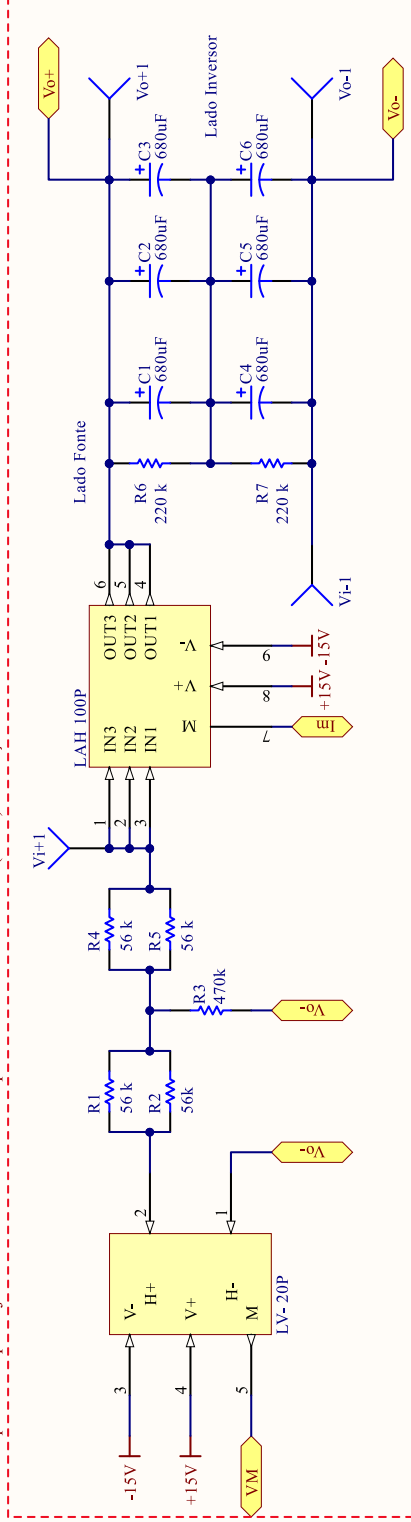 -15V
+15V
VM
3
4
5
V-
H+
V+
H-
M
LV- 20P
2
1
Vo-
R1
56 k
R2
56k
R3
470k
Vo-
R4
56 k
R5
56 k
Vi+1
1
2
3
LAH 100P
IN3
IN2
IN1
OUT3
OUT2
OUT1
M
V+
V-
6
5
4
7
8
9
Im
+15V
-15V
Lado Fonte
Vi-1
R6
220 k
R7
220 k
+
C1
680uF
+
C4
680uF
+
C2
680uF
+
C5
680uF
+
C3
680uF
+
C6
680uF
Lado Inversor
Vo+
Vo+1
Vo-1
Vo-